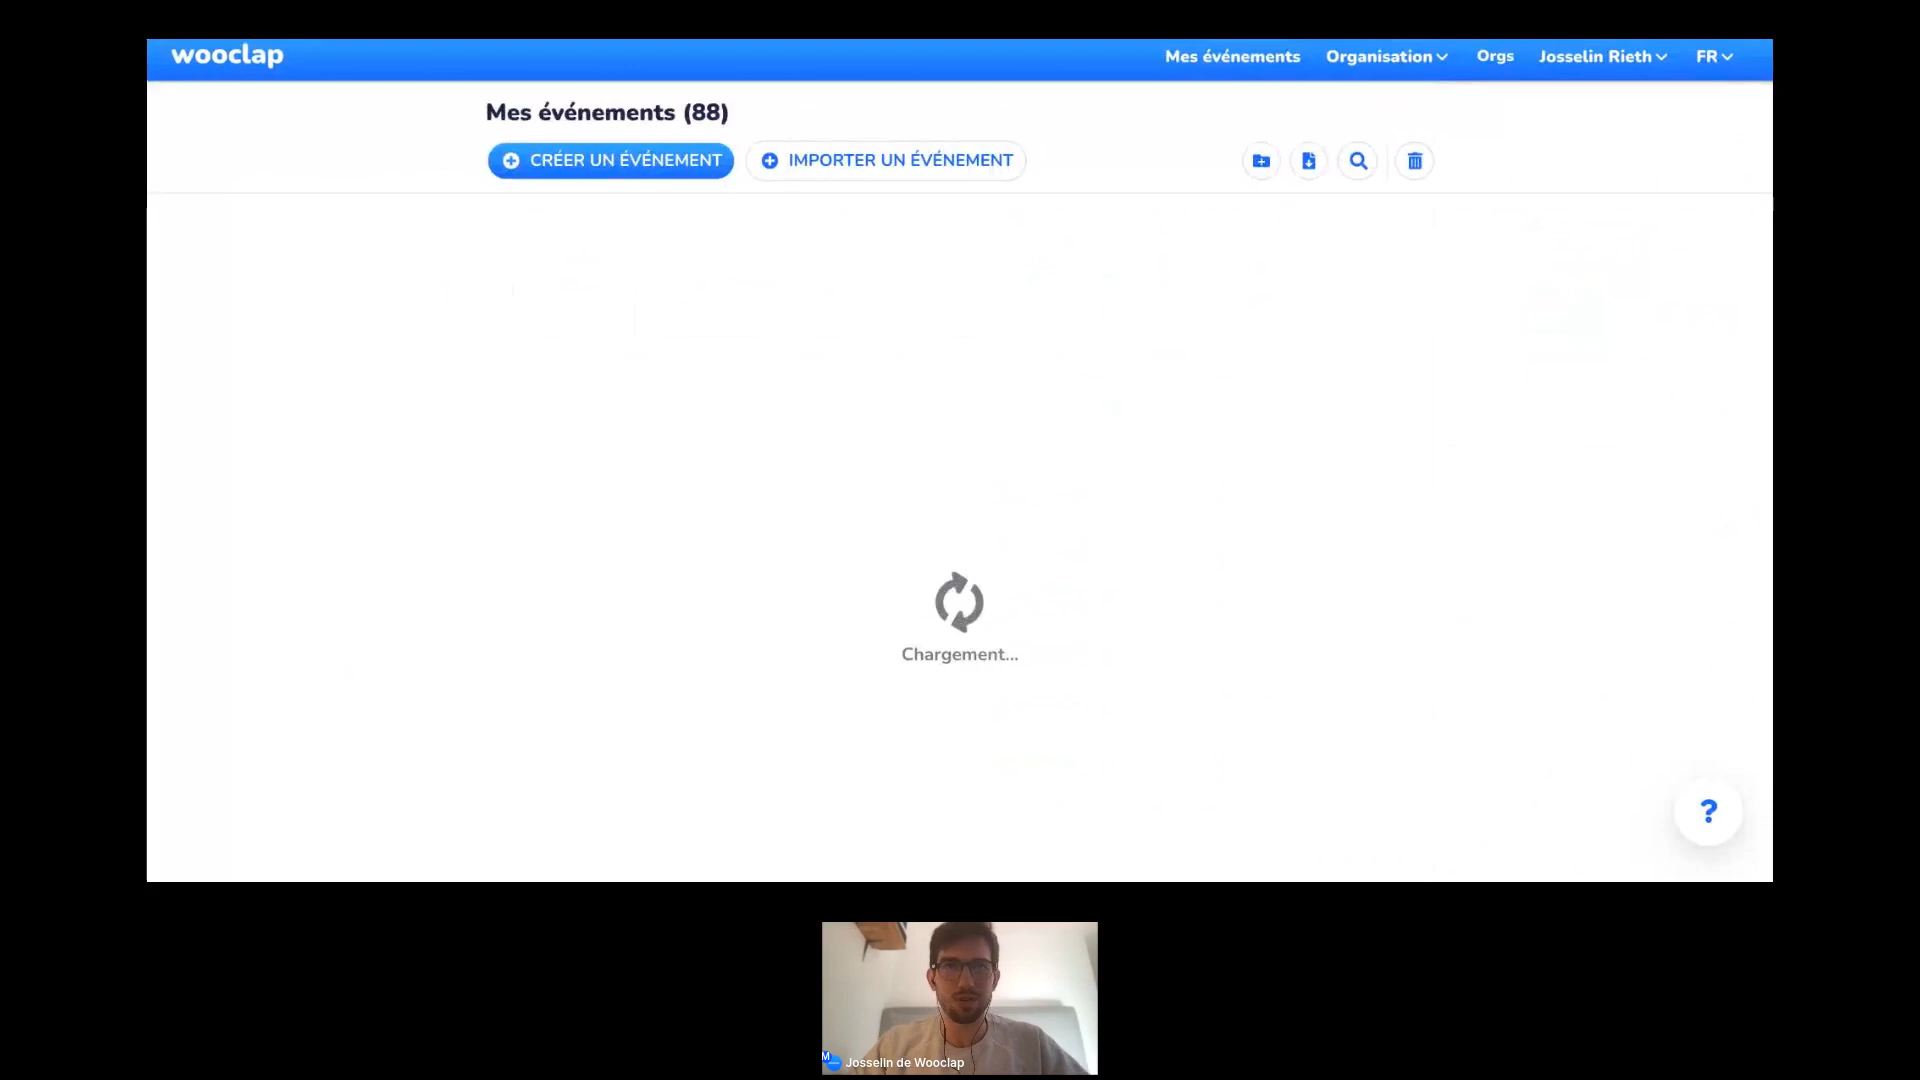 wooclap
Mes événements Organisation Orgs Josselin Rieth FR
Mes événements (88)
CRÉER UN ÉVÉNEMENT IMPORTER UN ÉVÉNEMENT
Chargement...
?
M
Josselin de Wooclap